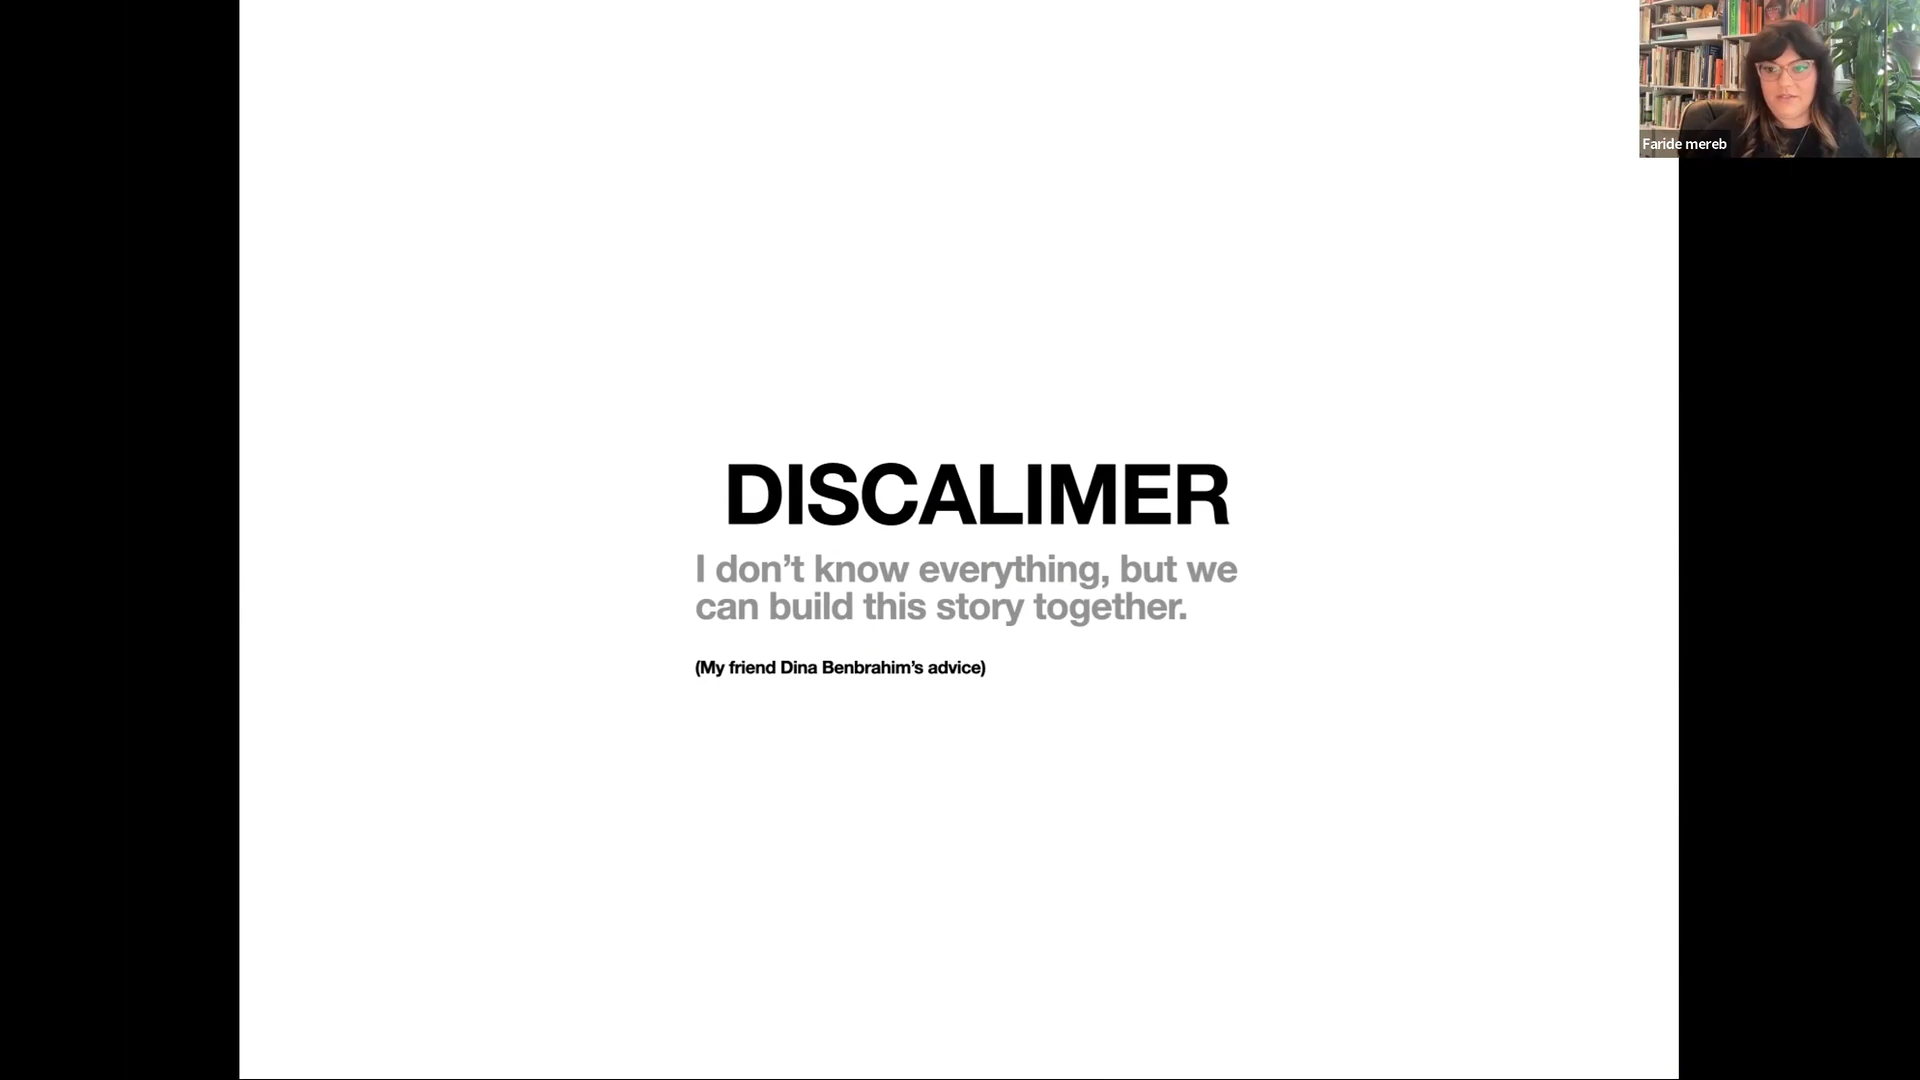 Faride mereb
DISCALIMER
I don’t know everything, but we
can build this story together.
(My friend Dina Benbrahim’s advice)